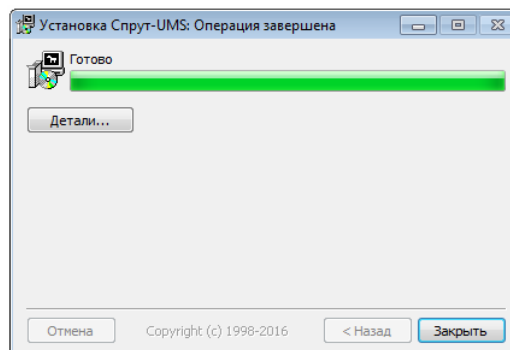 Установка Спрут-UMS: Операция завершена
Готово
Детали...
Отмена Copyright (c) 1998-2016 < Назад Закрыть